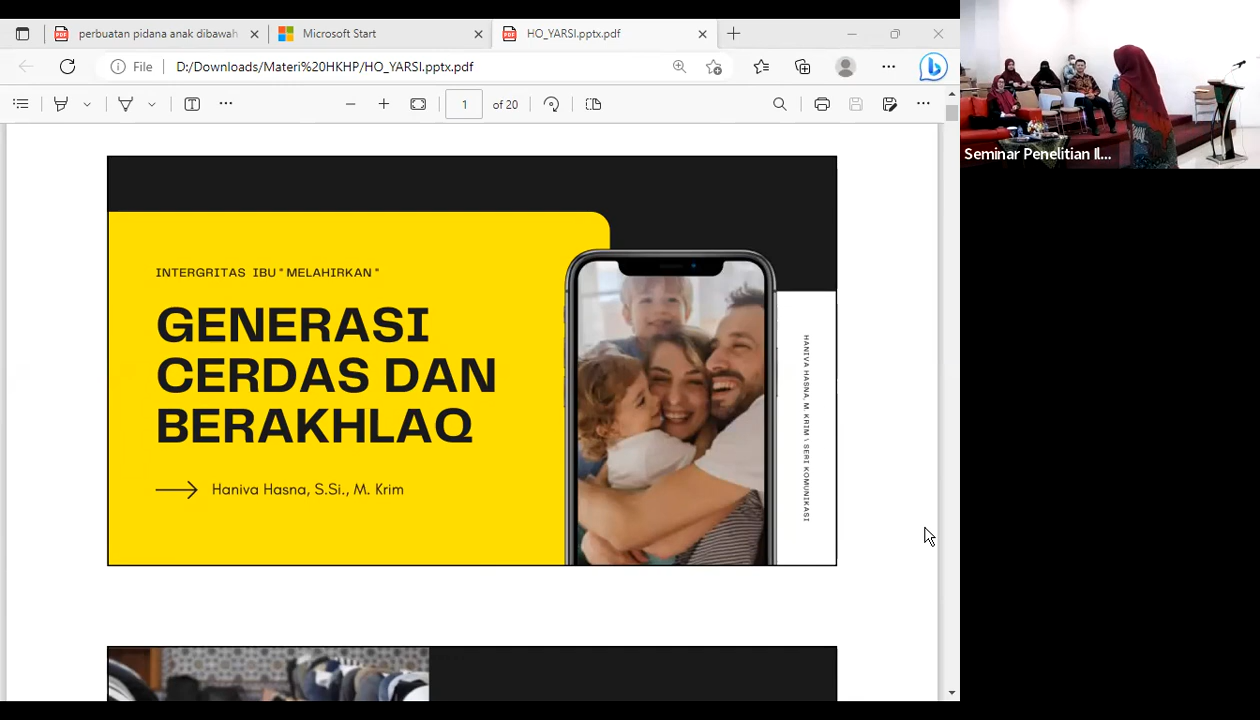 perbuatan pidana anak dibawah
Microsoft Start
HO_YARSI.pptx.pdf
File
D:/Downloads/Materi%20HKHP/HO_YARSI.pptx.pdf
1 of 20
Seminar Penelitian Il...
INTERGRITAS IBU "MELAHIRKAN"
GENERASI
CERDAS DAN
BERAKHLAQ
Haniva Hasna, S.Si., M. Krim
HANIVA HASNA, M. KRIM \ SERI KOMUNIKASI